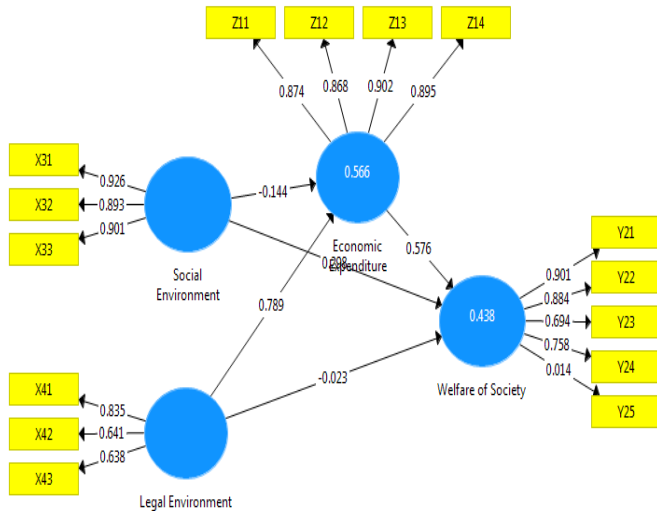 Z11
Z12
Z13
Z14
0.874
0.868
0.902
0.895
X31
X32
X33
0.926
0.893
0.901
Social
Environment
-0.144
0.566
Economic
Expenditure
0.576
0.789
-0.023
0.438
Welfare of Society
0.901
0.884
0.694
0.758
0.014
Y21
Y22
Y23
Y24
Y25
X41
X42
X43
0.835
0.641
0.638
Legal Environment